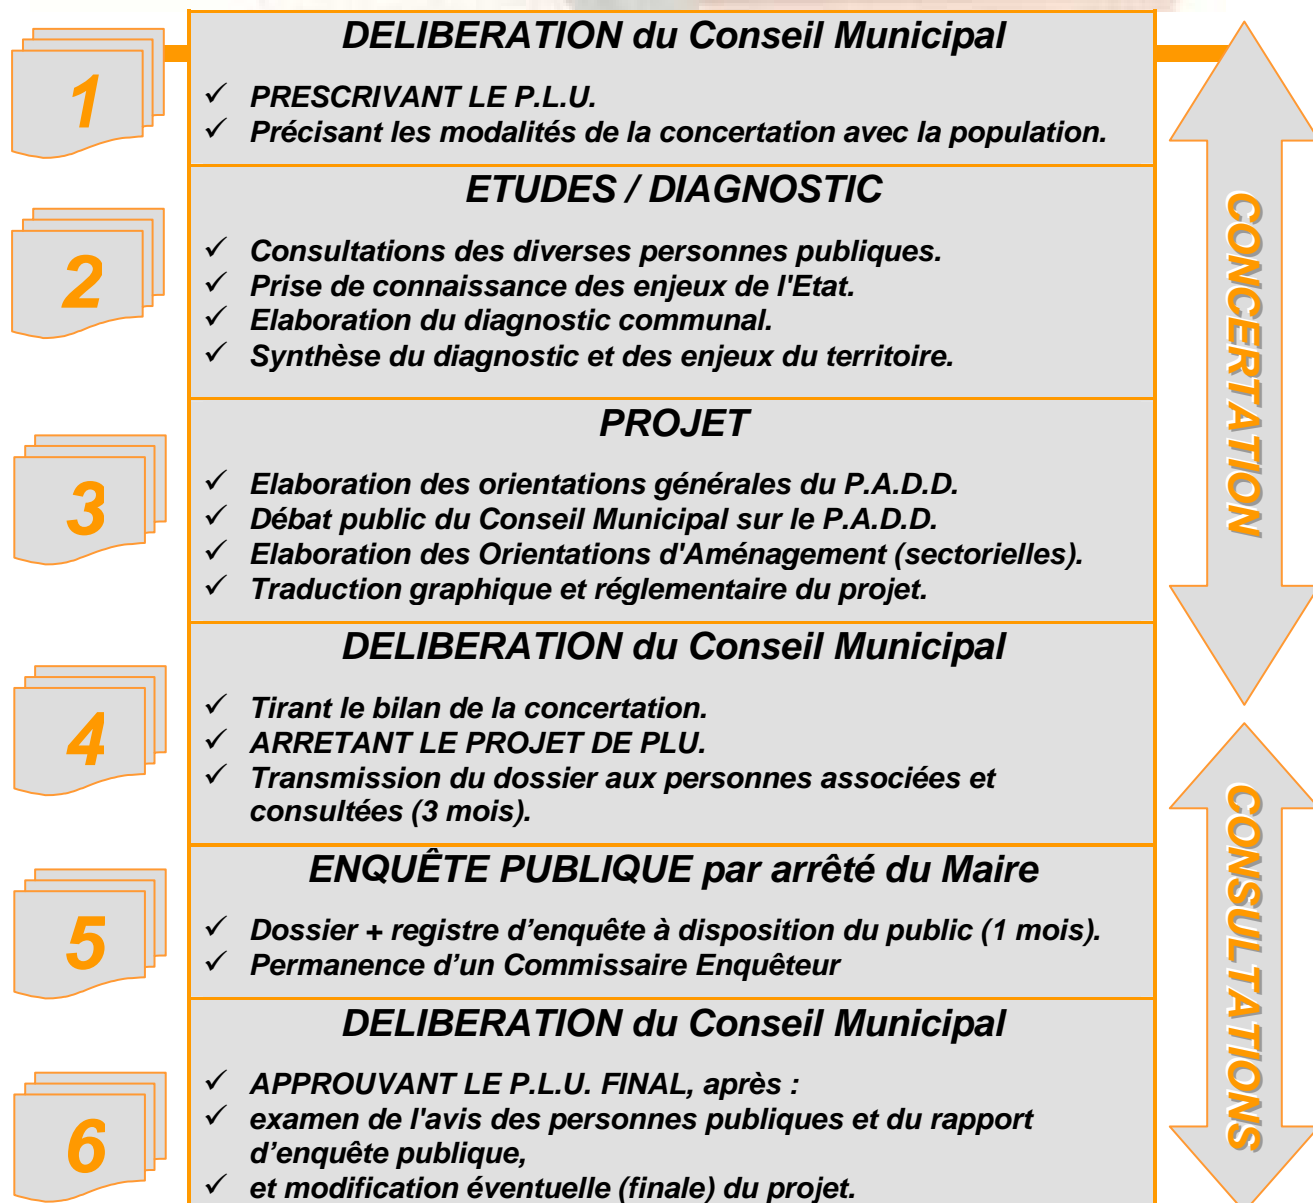 1
DELIBERATION du Conseil Municipal
✓ PRESCRIVANT LE P.L.U.
✓ Précisant les modalités de la concertation avec la population.
2
ETUDES / DIAGNOSTIC
✓ Consultations des diverses personnes publiques.
✓ Prise de connaissance des enjeux de l'Etat.
✓ Elaboration du diagnostic communal.
✓ Synthèse du diagnostic et des enjeux du territoire.
3
PROJET
✓ Elaboration des orientations générales du P.A.D.D.
✓ Débat public du Conseil Municipal sur le P.A.D.D.
✓ Elaboration des Orientations d'Aménagement (sectorielles).
✓ Traduction graphique et réglementaire du projet.
CONCERTATION
4
DELIBERATION du Conseil Municipal
✓ Tirant le bilan de la concertation.
✓ ARRETANT LE PROJET DE PLU.
✓ Transmission du dossier aux personnes associées et
consultées (3 mois).
5
ENQUÊTE PUBLIQUE par arrêté du Maire
✓ Dossier + registre d’enquête à disposition du public (1 mois).
✓ Permanence d’un Commissaire Enquêteur
6
DELIBERATION du Conseil Municipal
✓ APPROUVANT LE P.L.U. FINAL, après :
✓ examen de l'avis des personnes publiques et du rapport
d’enquête publique,
✓ et modification éventuelle (finale) du projet.
CONSULTATIONS